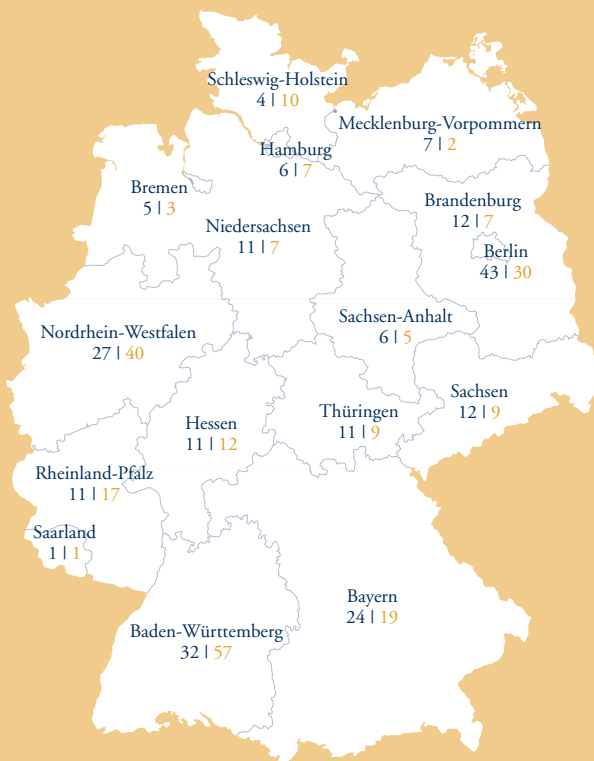 Schleswig-Holstein
4 | 10
Mecklenburg-Vorpommern
7 | 2
Hamburg
6 | 7
Bremen
5 | 3
Brandenburg
12 | 7
Niedersachsen
11 | 7
Berlin
43 | 30
Sachsen-Anhalt
6 | 5
Nordrhein-Westfalen
27 | 40
Sachsen
12 | 9
Thüringen
11 | 9
Hessen
11 | 12
Rheinland-Pfalz
11 | 17
Saarland
1 | 1
Bayern
24 | 19
Baden-Württemberg
32 | 57